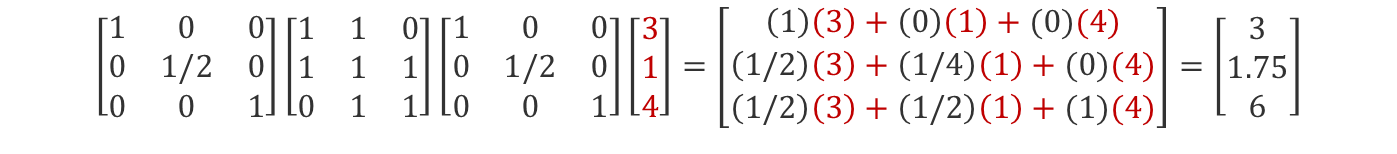 [1 0 0] [1 1 0] [1 0 0] [3] [(1)(3) + (0)(1) + (0)(4)] [3]
[0 1/2 0] [1 1 1] [0 1/2 0] [1] = [(1/2)(3) + (1/4)(1) + (0)(4)] = [1.75]
[0 0 1] [0 1 1] [0 0 1] [4] [(1/2)(3) + (1/2)(1) + (1)(4)] [6]